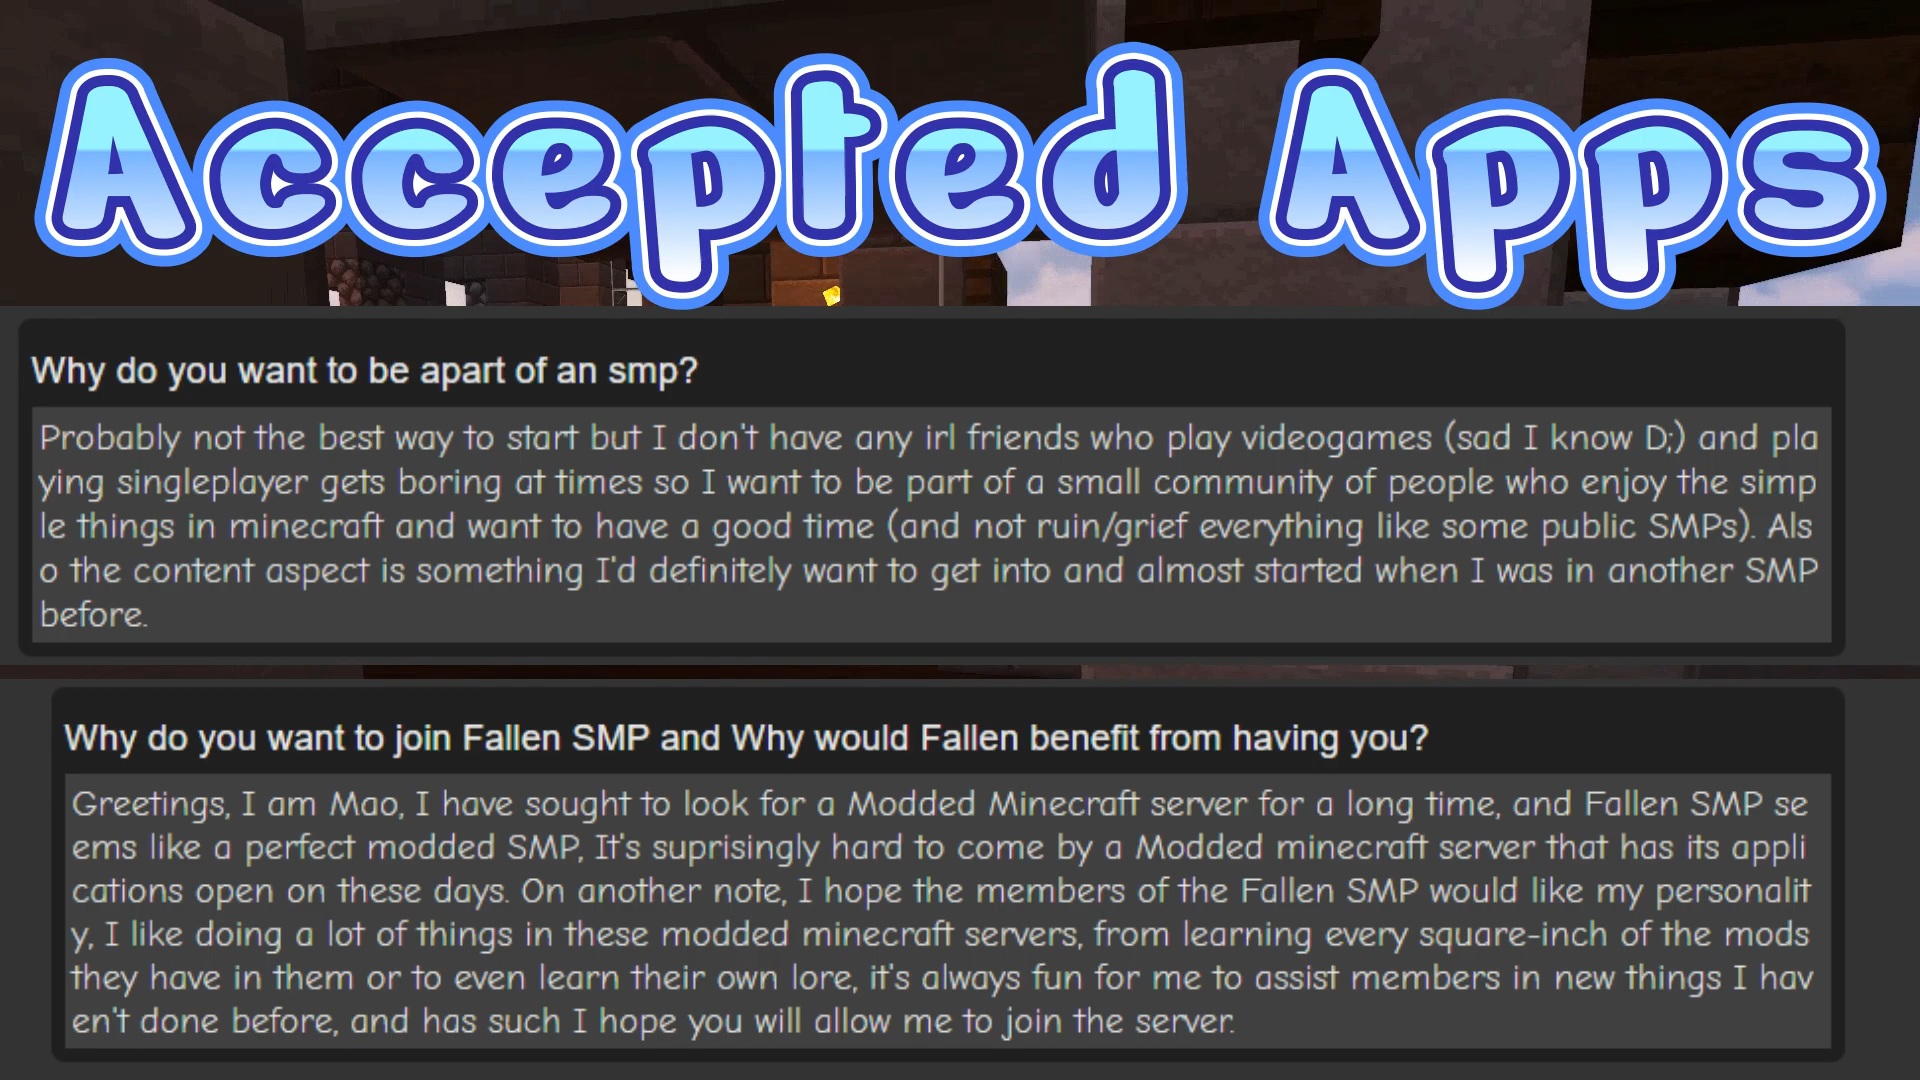 Accepted Apps
Why do you want to be apart of an smp?
Probably not the best way to start but I don't have any irl friends who play videogames (sad I know D;) and pla
ying singleplayer gets boring at times so I want to be part of a small community of people who enjoy the simp
le things in minecraft and want to have a good time (and not ruin/grief everything like some public SMPs). Als
o the content aspect is something I'd definitely want to get into and almost started when I was in another SMP
before.
Why do you want to join Fallen SMP and Why would Fallen benefit from having you?
Greetings, I am Mao, I have sought to look for a Modded Minecraft server for a long time, and Fallen SMP se
ems like a perfect modded SMP, It's suprisingly hard to come by a Modded minecraft server that has its appli
cations open on these days. On another note, I hope the members of the Fallen SMP would like my personalit
y, I like doing a lot of things in these modded minecraft servers, from learning every square-inch of the mods
they have in them or to even learn their own lore, it's always fun for me to assist members in new things I hav
en't done before, and has such I hope you will allow me to join the server.